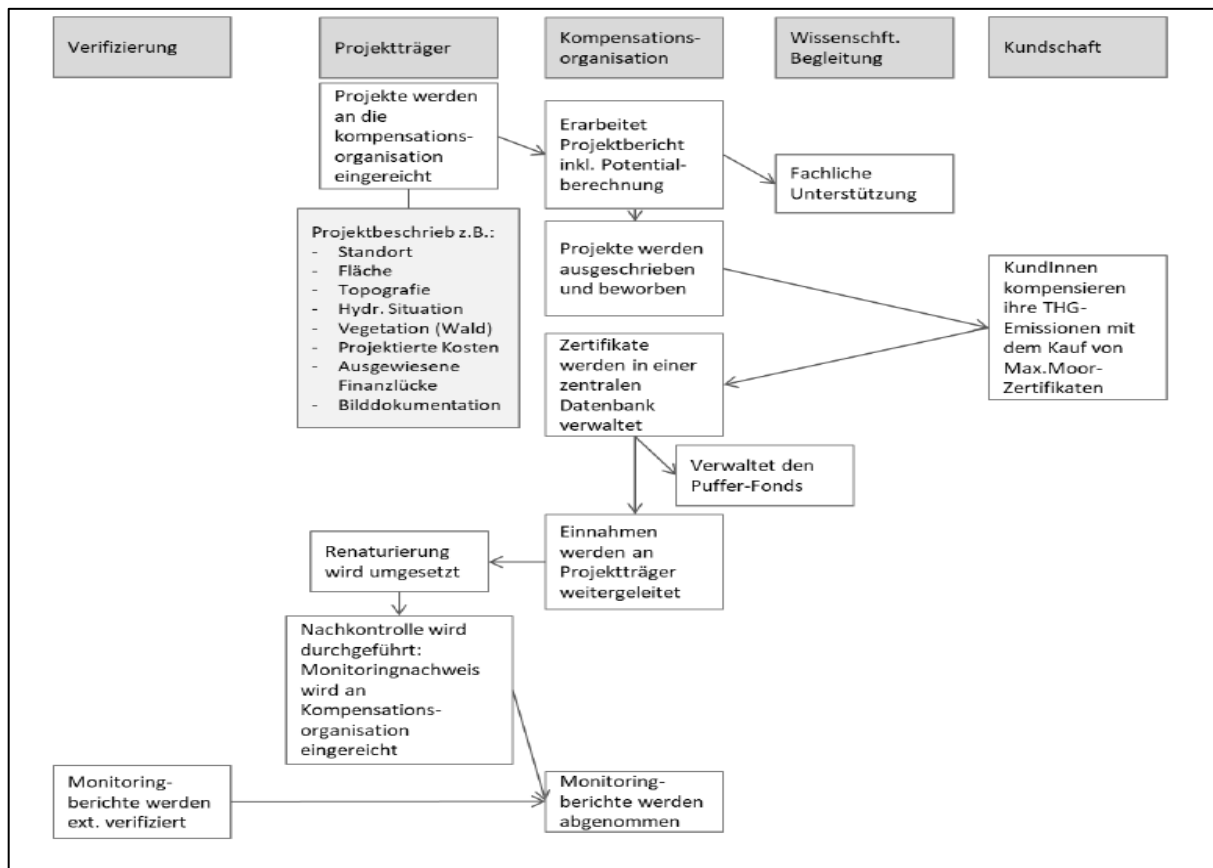 Verifizierung
Projektträger
Kompensations-
organisation
Wissenschft.
Begleitung
Kundschaft
Projekte werden
an die
kompensations-
organisation
eingereicht
Erarbeitet
Projektbericht
inkl. Potential-
berechnung
Fachliche
Unterstützung
Projektbeschrieb z.B.:
- Standort
- Fläche
- Topografie
- Hydr. Situation
- Vegetation (Wald)
- Projektierte Kosten
- Ausgewiesene
Finanzlücke
- Bilddokumentation
Projekte werden
ausgeschrieben
und beworben
KundInnen
kompensieren
ihre THG-
Emissionen mit
dem Kauf von
Max.Moor-
Zertifikaten
Zertifikate
werden in einer
zentralen
Datenbank
verwaltet
Verwaltet den
Puffer-Fonds
Einnahmen
werden an
Projektträger
weitergeleitet
Renaturierung
wird umgesetzt
Nachkontrolle wird
durchgeführt:
Monitoringnachweis
wird an
Kompensations-
organisation
eingereicht
Monitoring-
berichte werden
ext. verifiziert
Monitoring-
berichte werden
abgenommen